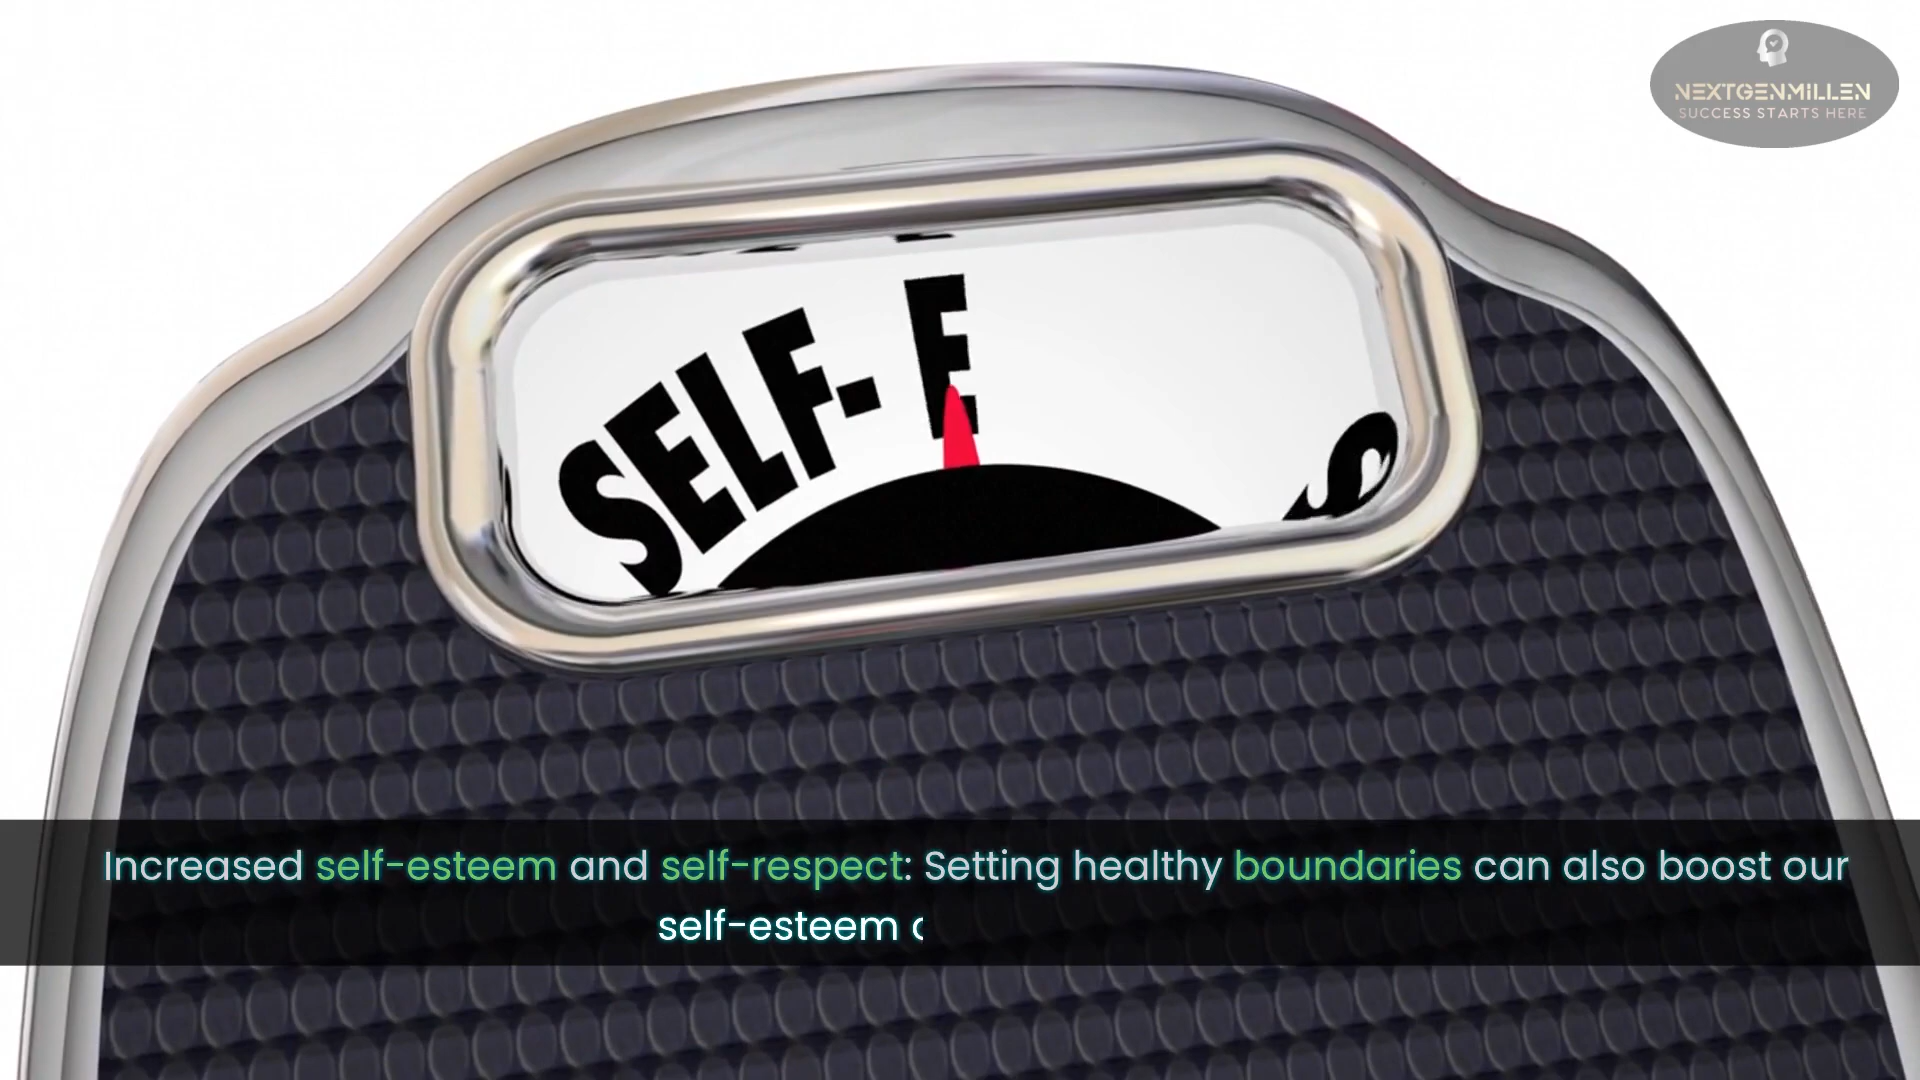 NEXTGENMILLEN
SUCCESS STARTS HERE
SELF- E
S
Increased self-esteem and self-respect: Setting healthy boundaries can also boost our
self-esteem